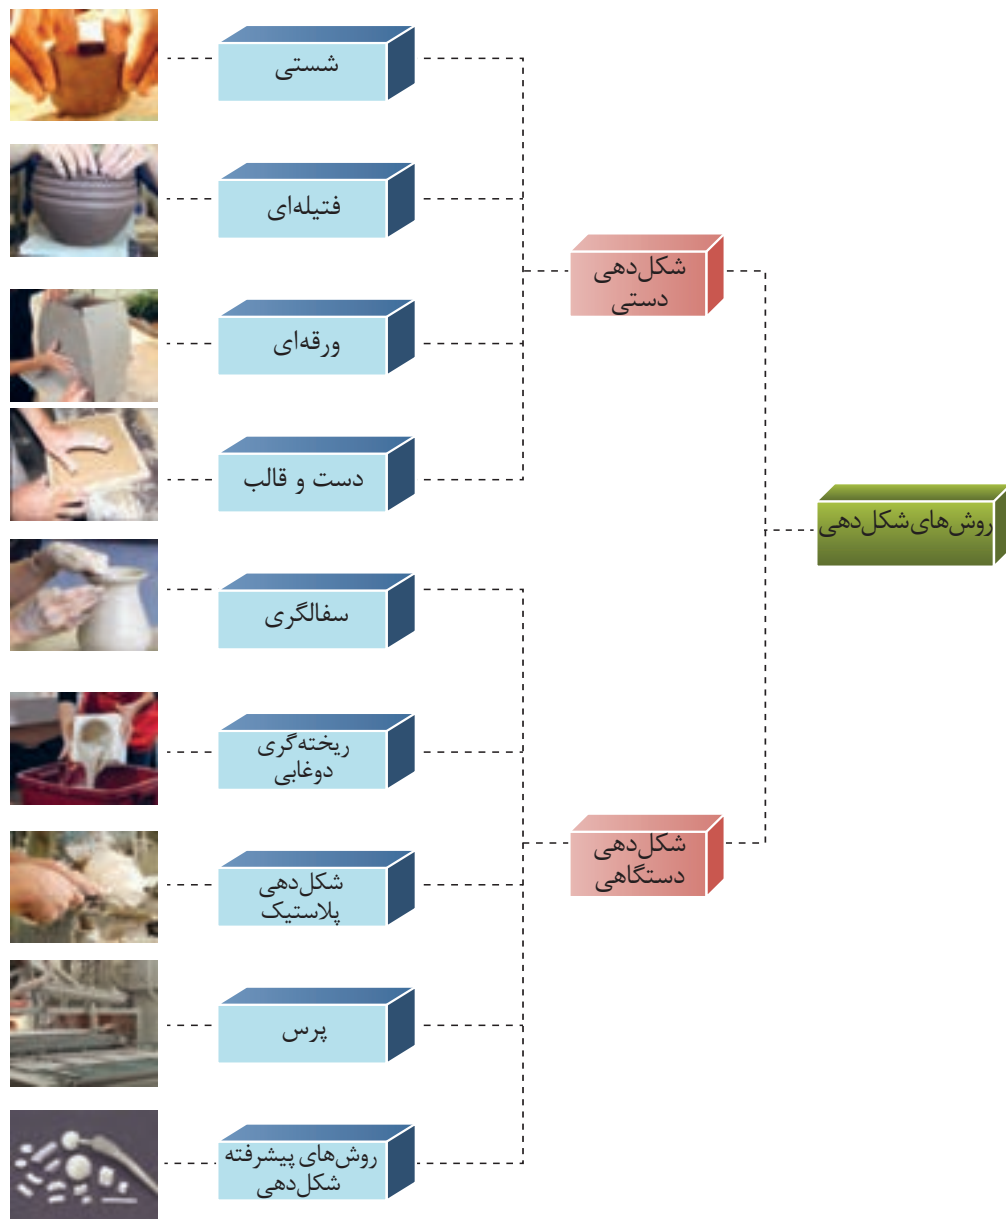 روش‌های شکل‌دهی
شکل‌دهی
دستی
شستی
فتیله‌ای
ورقه‌ای
دست و قالب
شکل‌دهی
دستگاهی
سفالگری
ریخته‌گری
دوغابی
شکل‌دهی
پلاستیک
پرس
روش‌های پیشرفته
شکل‌دهی